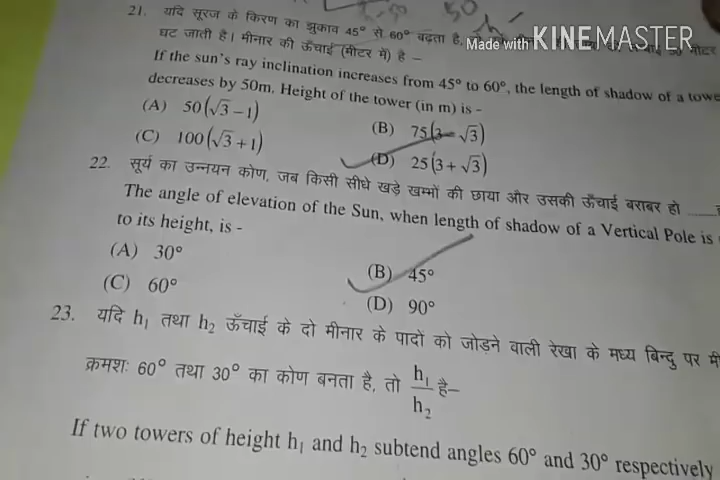 50
21. यदि सूरज के किरण का झुकाव 45° से 60° बढ़ता है,
Made with KINEMASTER
घट जाती है। मीनार की ऊँचाई (मीटर में) है –
If the sun's ray inclination increases from 45° to 60°, the length of shadow of a towe
decreases by 50m. Height of the tower (in m) is -
(A) 50(√3 – 1) (B) 75(3 – √3)
(C) 100(√3 + 1) (D) 25(3 + √3)
22. सूर्य का उन्नयन कोण, जब किसी सीधे खड़े खम्भों की छाया और उसकी ऊँचाई बराबर हो ......
The angle of elevation of the Sun, when length of shadow of a Vertical Pole is
to its height, is -
(A) 30° (B) 45°
(C) 60° (D) 90°
23. यदि h₁ तथा h₂ ऊँचाई के दो मीनार के पादों को जोड़ने वाली रेखा के मध्य बिन्दु पर मी
क्रमशः 60° तथा 30° का कोण बनता है, तो h₁/h₂ है–
If two towers of height h₁ and h₂ subtend angles 60° and 30° respectively